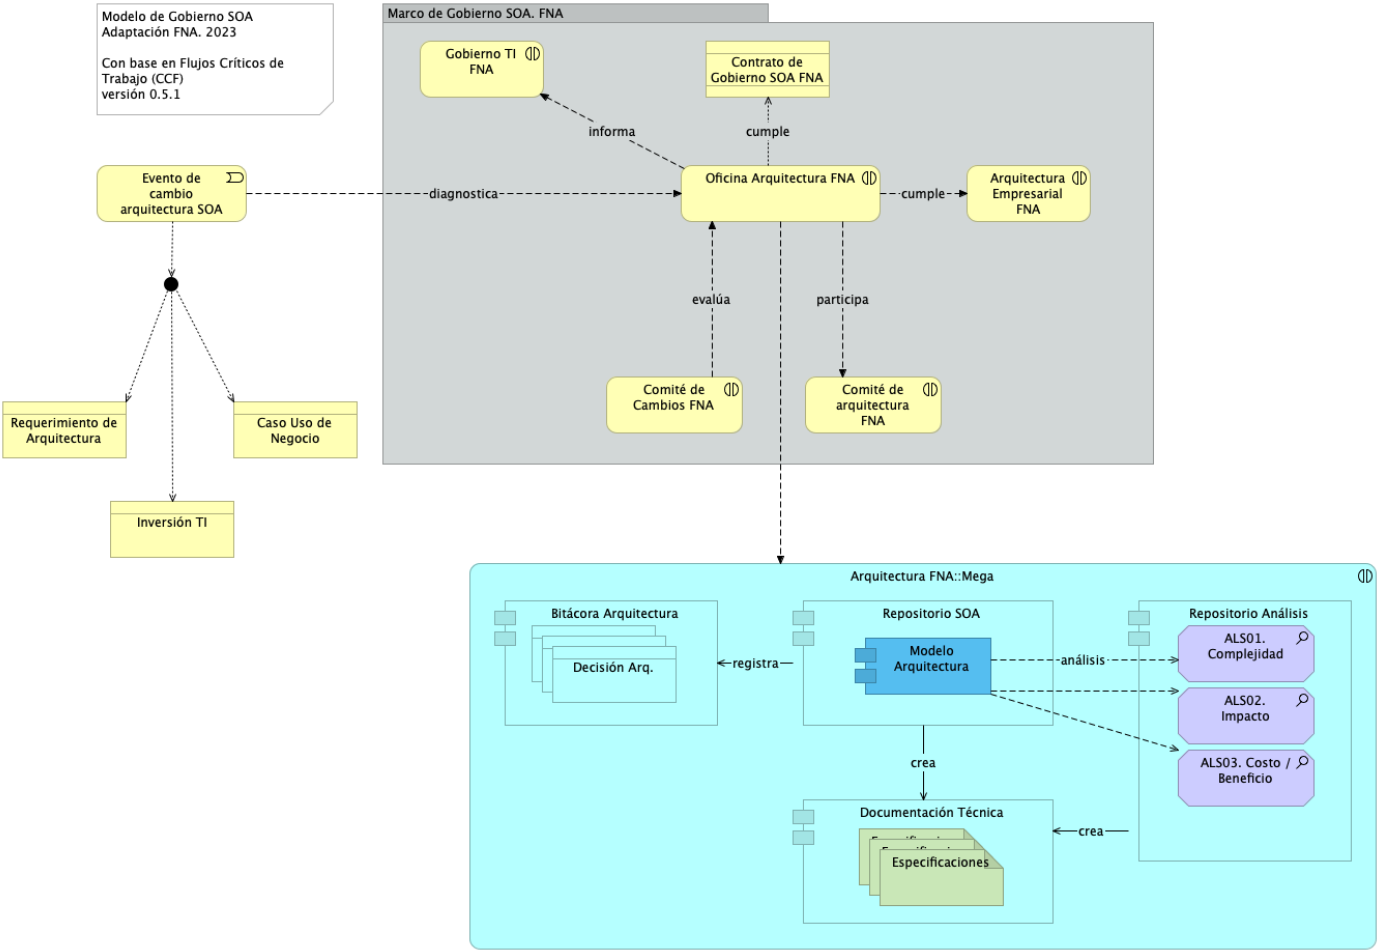 Modelo de Gobierno SOA
Adaptación FNA. 2023
Con base en Flujos Críticos de
Trabajo (CCF)
versión 0.5.1
Marco de Gobierno SOA. FNA
Gobierno TI
FNA
Contrato de
Gobierno SOA FNA
informa
cumple
Evento de
cambio
arquitectura SOA
diagnostica
Oficina Arquitectura FNA
cumple
Arquitectura
Empresarial
FNA
evalúa
participa
Comité de
Cambios FNA
Comité de
arquitectura
FNA
Requerimiento de
Arquitectura
Caso Uso de
Negocio
Inversión TI
Arquitectura FNA::Mega
Bitácora Arquitectura
Decisión Arq.
registra
Repositorio SOA
Modelo
Arquitectura
análisis
Repositorio Análisis
ALS01.
Complejidad
ALS02.
Impacto
ALS03. Costo /
Beneficio
crea
Documentación Técnica
Especificaciones
crea